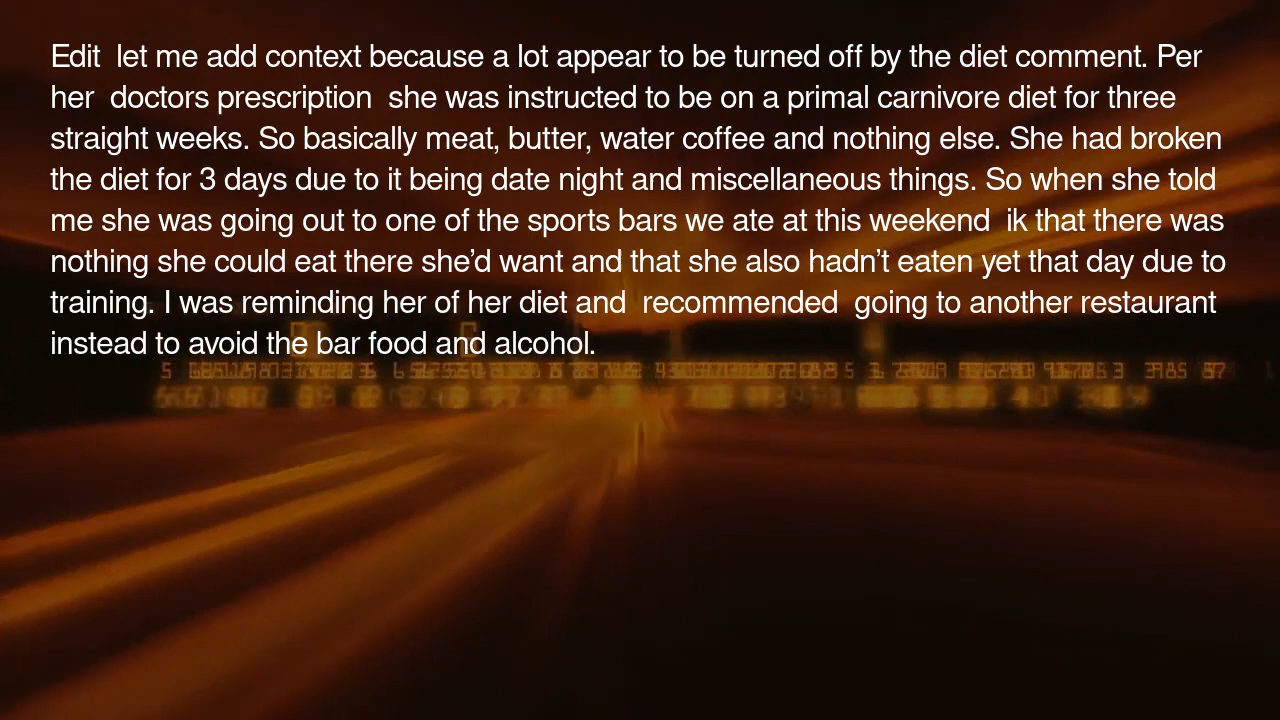 Edit  let me add context because a lot appear to be turned off by the diet comment. Per
her  doctors prescription  she was instructed to be on a primal carnivore diet for three
straight weeks. So basically meat, butter, water coffee and nothing else. She had broken
the diet for 3 days due to it being date night and miscellaneous things. So when she told
me she was going out to one of the sports bars we ate at this weekend  ik that there was
nothing she could eat there she’d want and that she also hadn’t eaten yet that day due to
training. I was reminding her of her diet and  recommended  going to another restaurant
instead to avoid the bar food and alcohol.